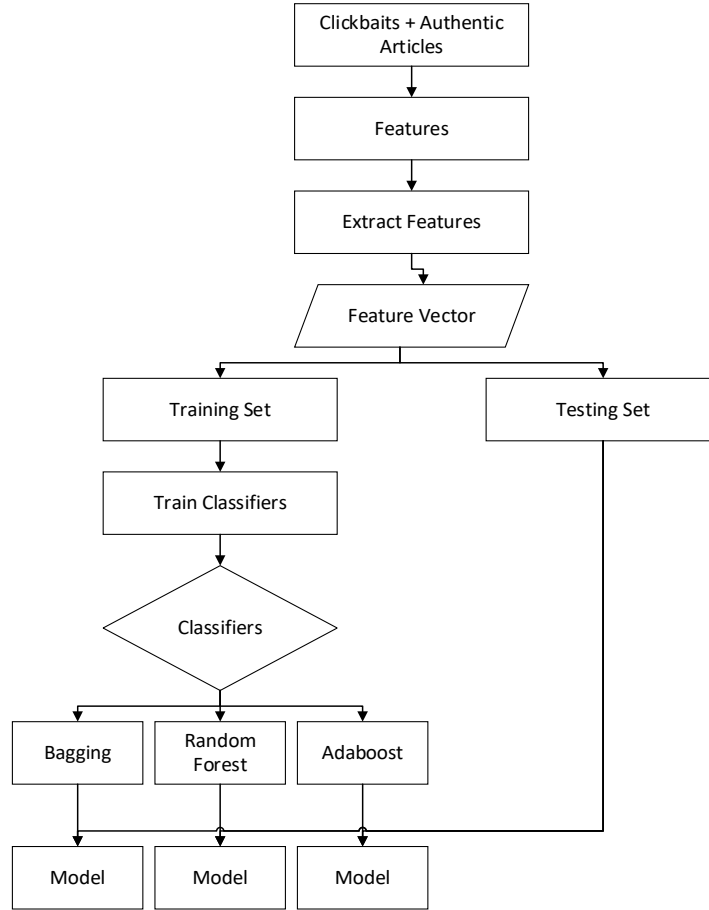 Clickbaits + Authentic
Articles
Features
Extract Features
Feature Vector
Training Set
Testing Set
Train Classifiers
Classifiers
Bagging
Random
Forest
Adaboost
Model
Model
Model